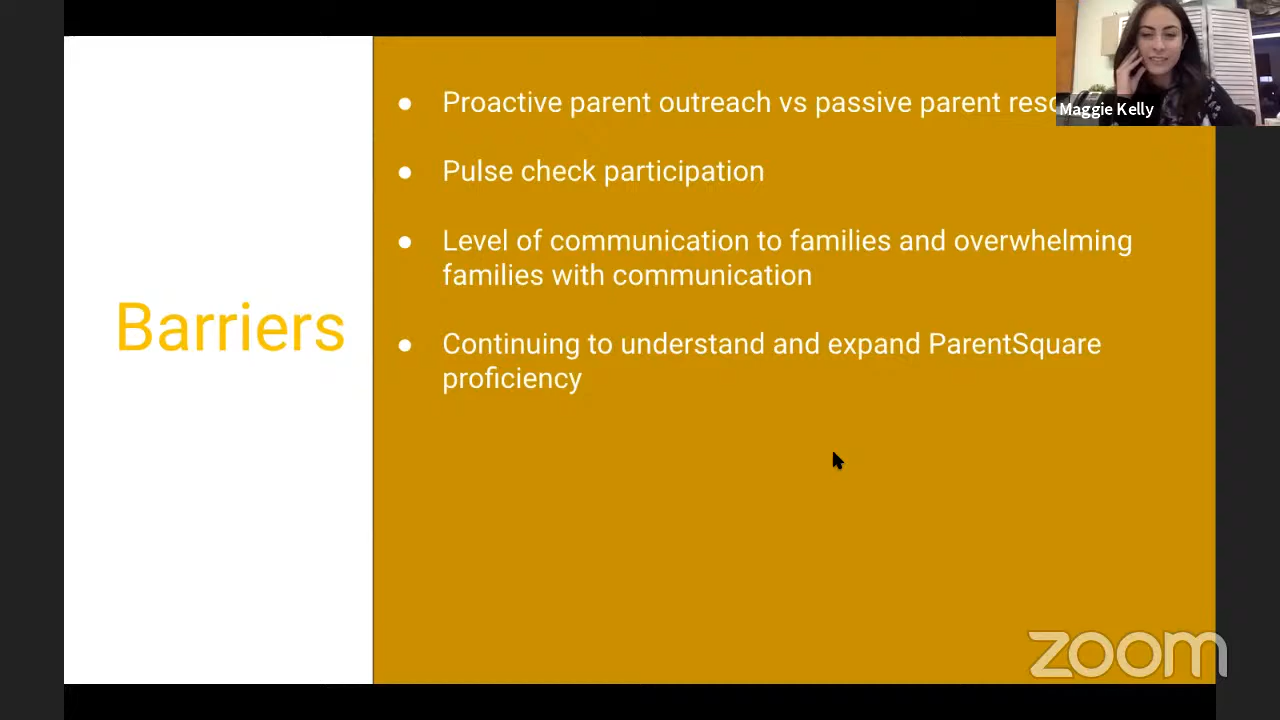 Proactive parent outreach vs passive parent
Maggie Kelly
Pulse check participation
Level of communication to families and overwhelming
families with communication
Barriers
Continuing to understand and expand ParentSquare
proficiency
zoom